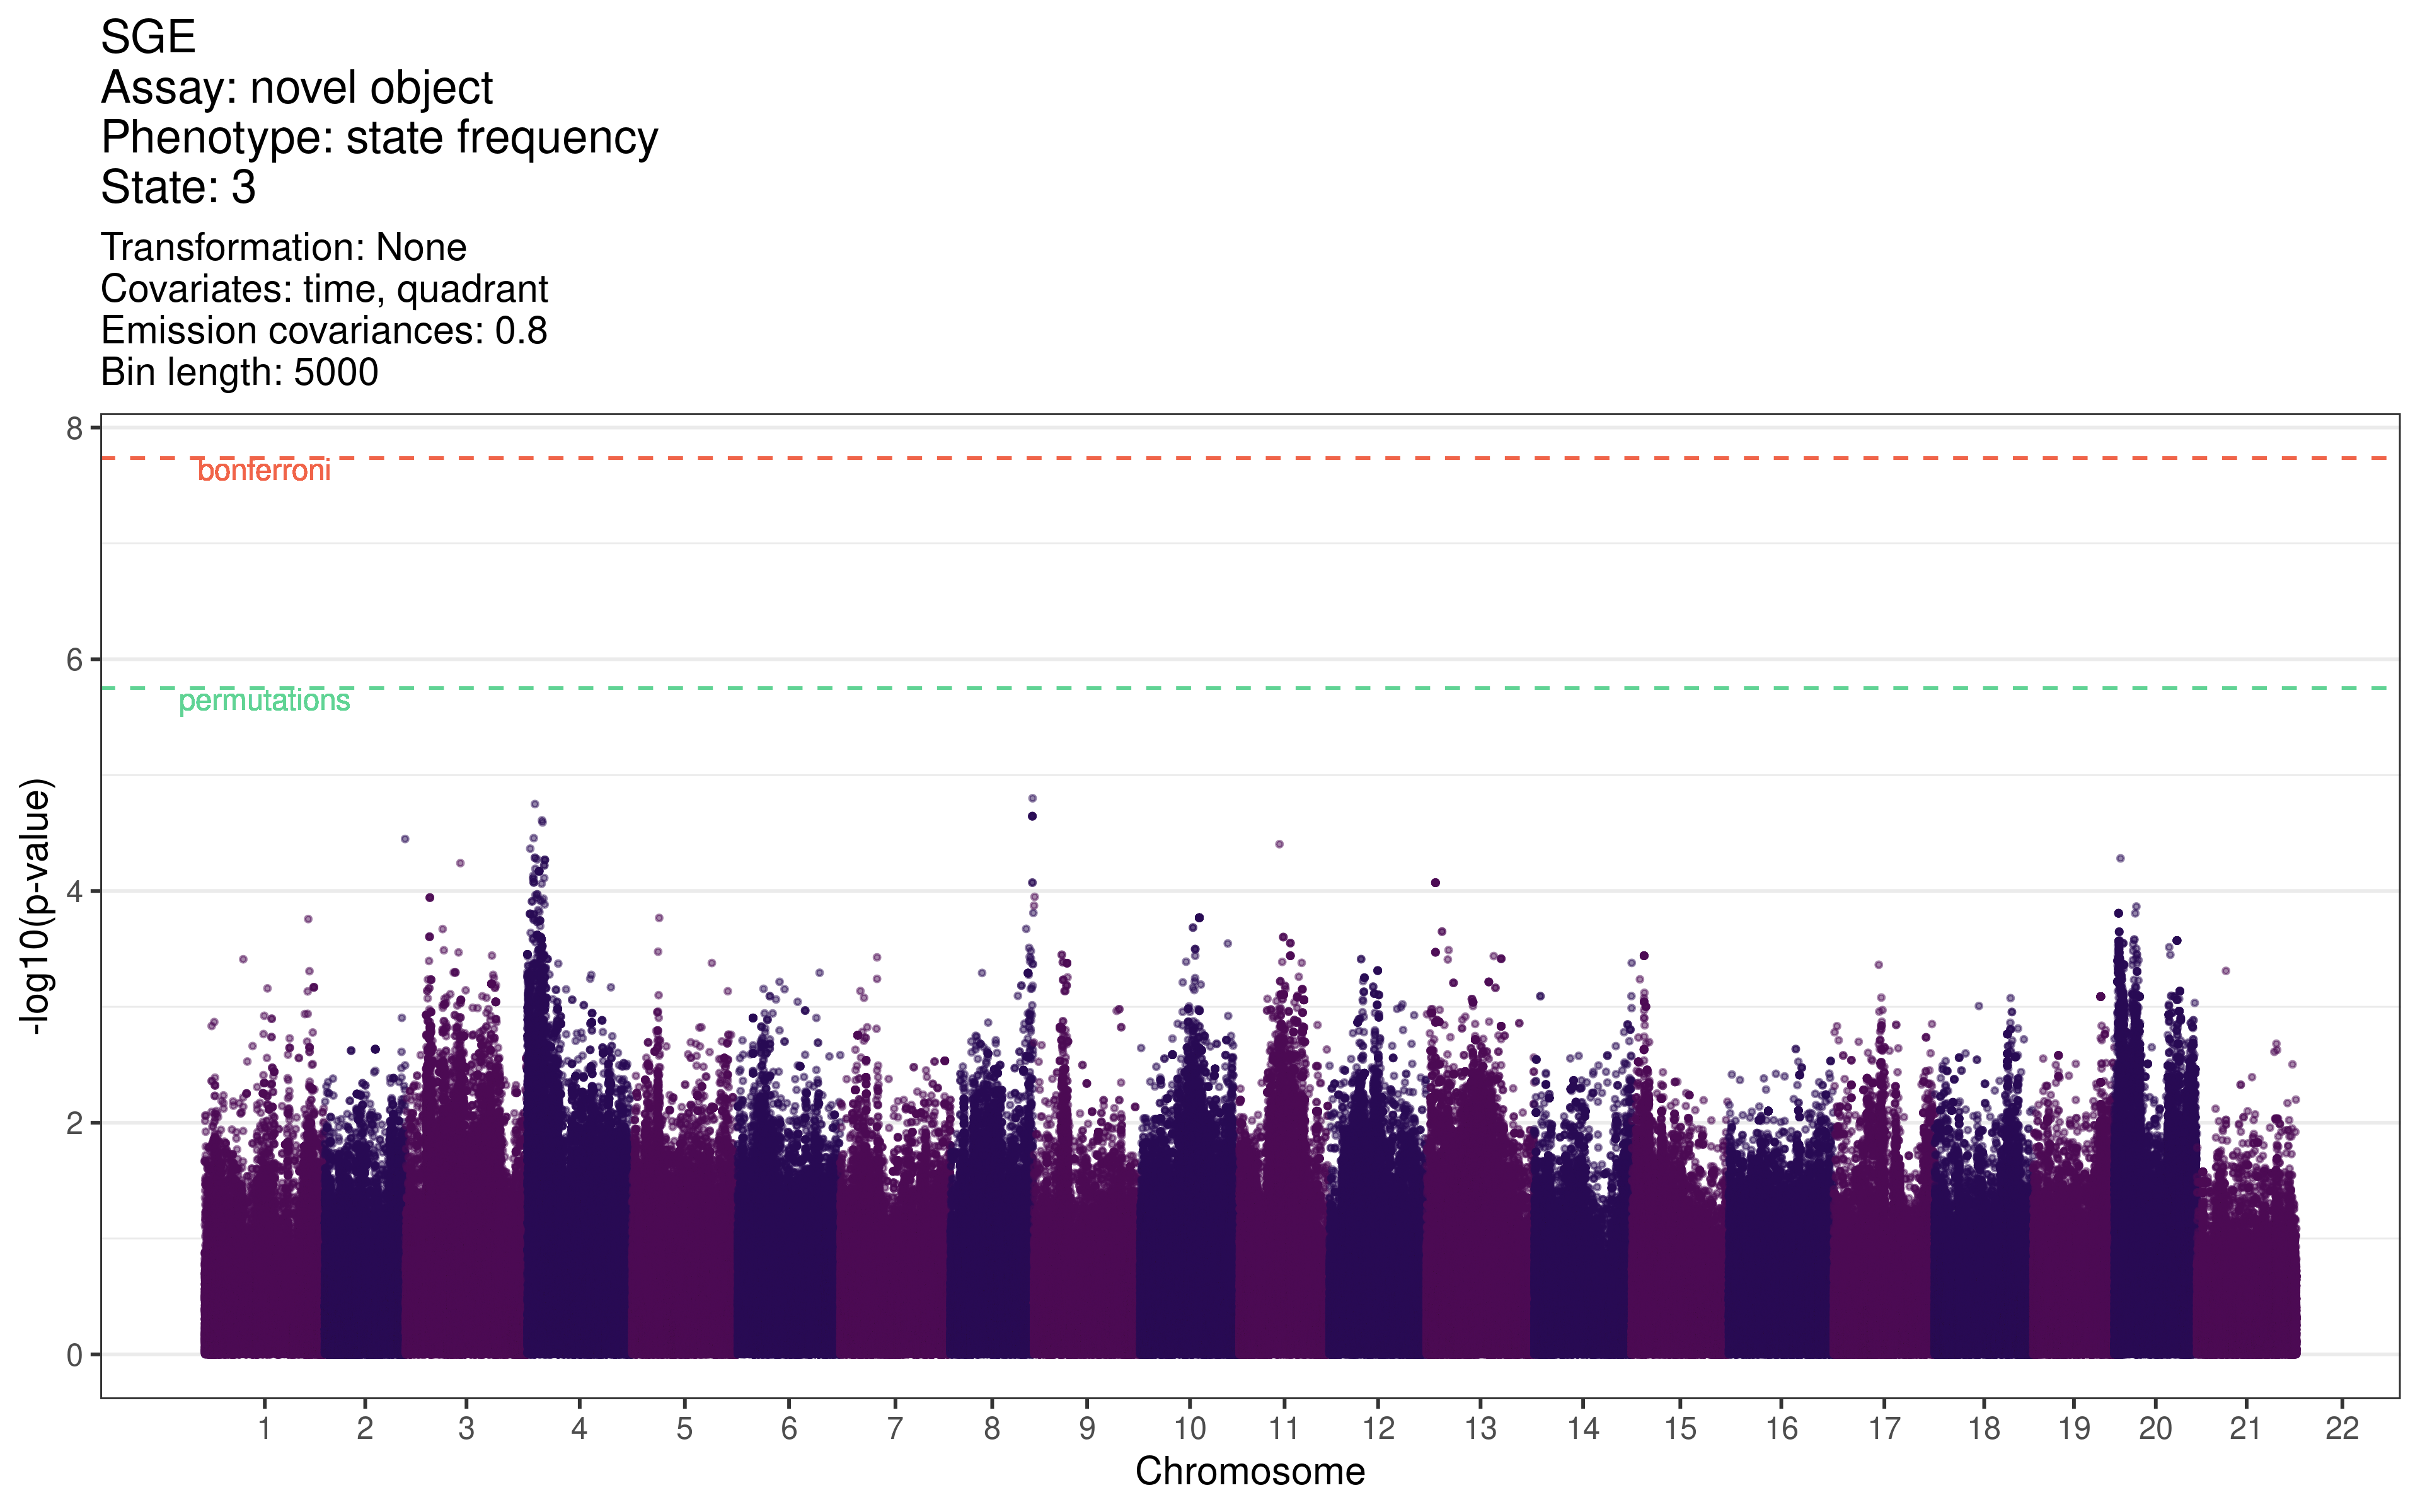 SGE
Assay: novel object
Phenotype: state frequency
State: 3
Transformation: None
Covariates: time, quadrant
Emission covariances: 0.8
Bin length: 5000
8
bonferroni
6
permutations
4
2
0
-log10(p-value)
1 2 3 4 5 6 7 8 9 10 11 12 13 14 15 16 17 18 19 20 21 22
Chromosome